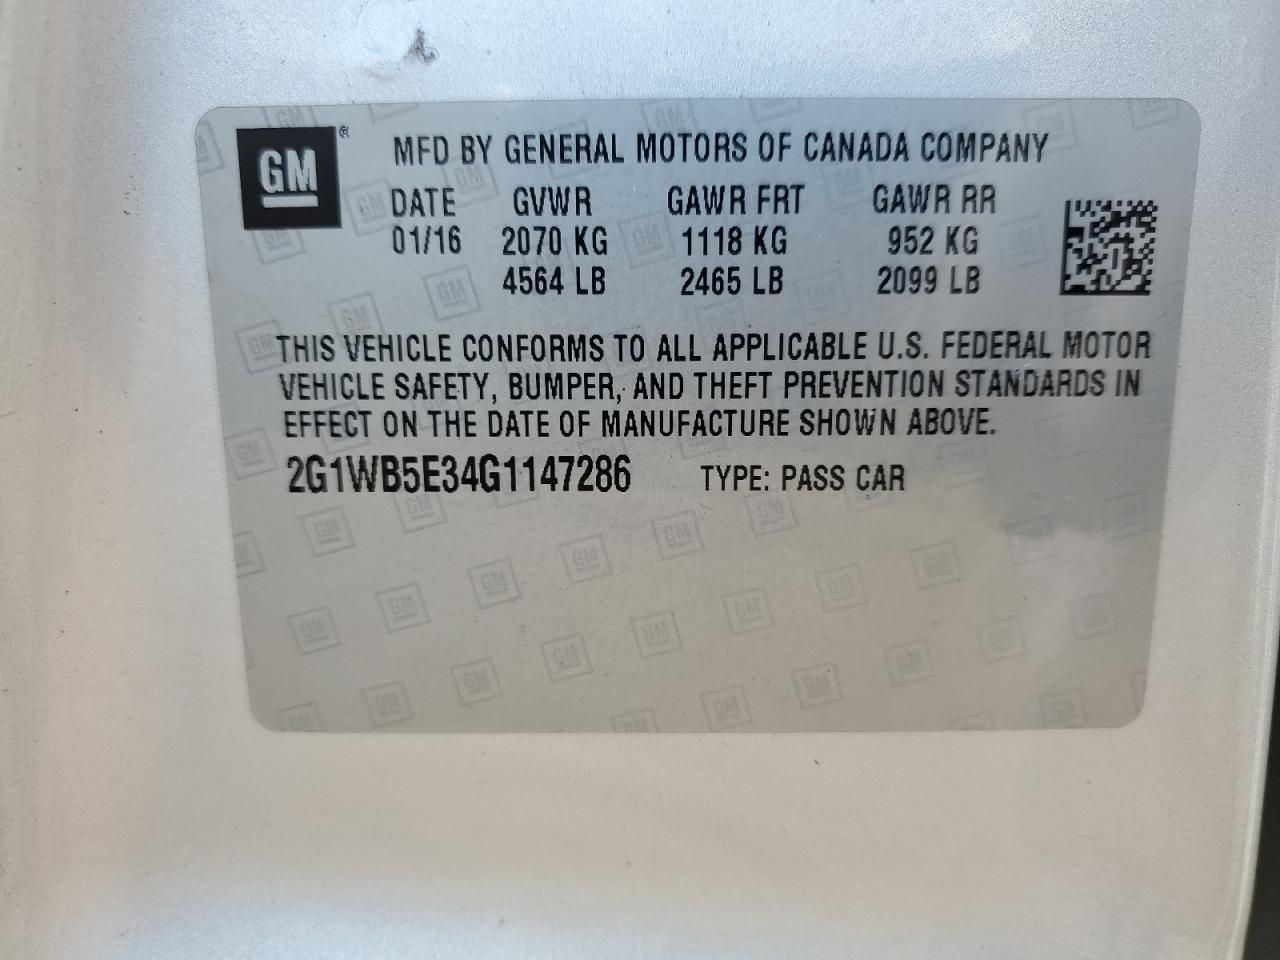 GM ® MFD BY GENERAL MOTORS OF CANADA COMPANY
DATE GVWR GAWR FRT GAWR RR
01/16 2070 KG 1118 KG 952 KG
4564 LB 2465 LB 2099 LB
THIS VEHICLE CONFORMS TO ALL APPLICABLE U.S. FEDERAL MOTOR
VEHICLE SAFETY, BUMPER, AND THEFT PREVENTION STANDARDS IN
EFFECT ON THE DATE OF MANUFACTURE SHOWN ABOVE.
2G1WB5E34G1147286 TYPE: PASS CAR